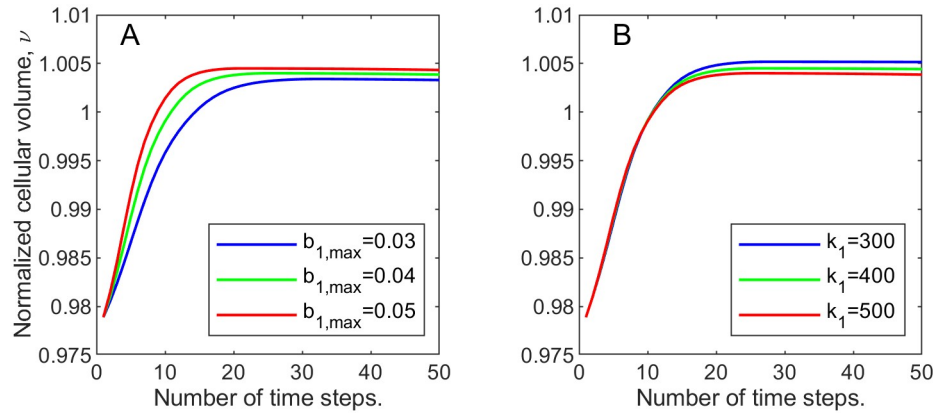 Normalized cellular volume, ν
A
1.01
1.005
1
0.995
0.99
0.985
0.98
0.975
b1,max=0.03
b1,max=0.04
b1,max=0.05
0 10 20 30 40 50
Number of time steps.
B
1.01
1.005
1
0.995
0.99
0.985
0.98
0.975
k1=300
k1=400
k1=500
0 10 20 30 40 50
Number of time steps.